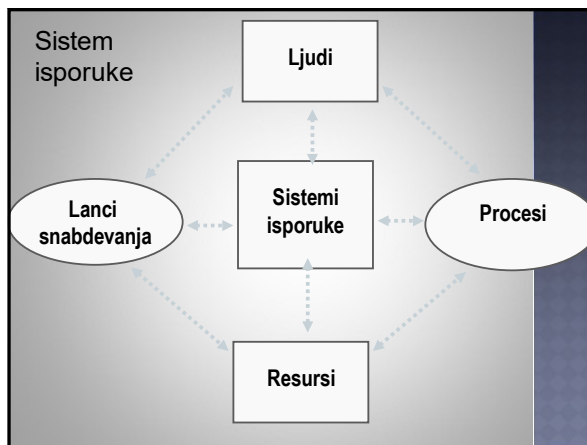 Sistem
isporuke
Ljudi
Lanci
snabdevanja
Sistemi
isporuke
Procesi
Resursi